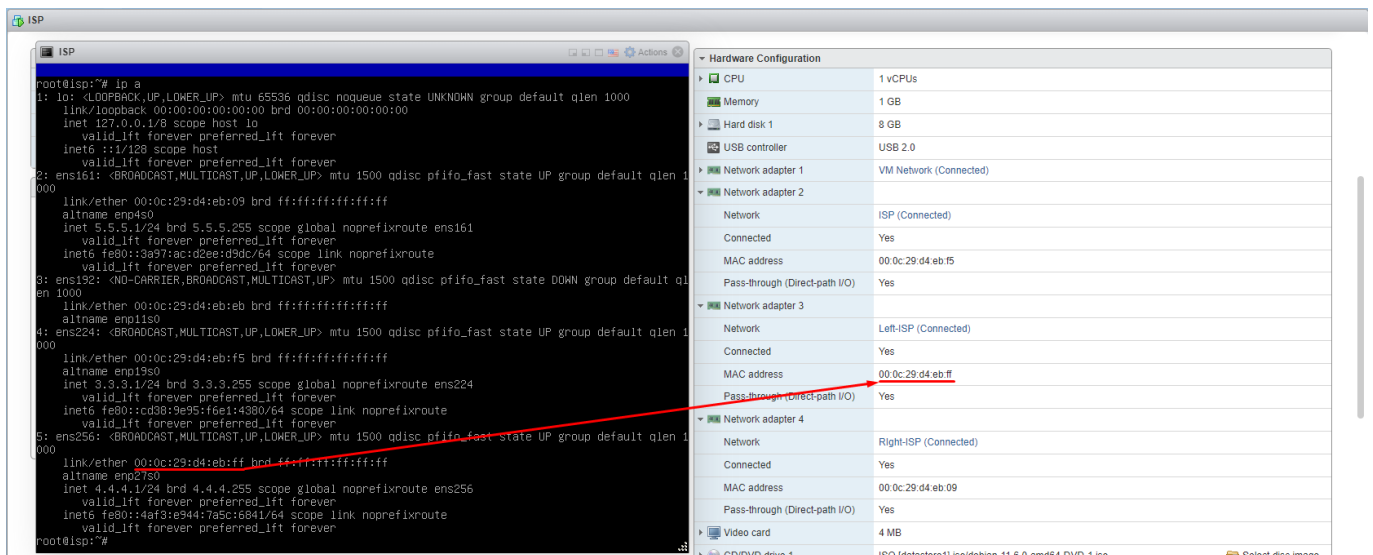 ISP
ISP
Actions
root@isp:~# ip a
1: lo: <LOOPBACK,UP,LOWER_UP> mtu 65536 qdisc noqueue state UNKNOWN group default qlen 1000
link/loopback 00:00:00:00:00:00 brd 00:00:00:00:00:00
inet 127.0.0.1/8 scope host lo
valid_lft forever preferred_lft forever
inet6 ::1/128 scope host
valid_lft forever preferred_lft forever
2: ens161: <BROADCAST,MULTICAST,UP,LOWER_UP> mtu 1500 qdisc pfifo_fast state UP group default qlen 1
000
link/ether 00:0c:29:d4:eb:09 brd ff:ff:ff:ff:ff:ff
altname enp4s0
inet 5.5.5.1/24 brd 5.5.5.255 scope global noprefixroute ens161
valid_lft forever preferred_lft forever
inet6 fe80::3a97:ac:d2ee:d9dc/64 scope link noprefixroute
valid_lft forever preferred_lft forever
3: ens192: <NO-CARRIER,BROADCAST,MULTICAST,UP> mtu 1500 qdisc pfifo_fast state DOWN group default ql
en 1000
link/ether 00:0c:29:d4:eb:eb brd ff:ff:ff:ff:ff:ff
altname enp11s0
4: ens224: <BROADCAST,MULTICAST,UP,LOWER_UP> mtu 1500 qdisc pfifo_fast state UP group default qlen 1
000
link/ether 00:0c:29:d4:eb:f5 brd ff:ff:ff:ff:ff:ff
altname enp19s0
inet 3.3.3.1/24 brd 3.3.3.255 scope global noprefixroute ens224
valid_lft forever preferred_lft forever
inet6 fe80::cd38:9e95:f6e1:4380/64 scope link noprefixroute
valid_lft forever preferred_lft forever
5: ens256: <BROADCAST,MULTICAST,UP,LOWER_UP> mtu 1500 qdisc pfifo_fast state UP group default qlen 1
000
link/ether 00:0c:29:d4:eb:ff brd ff:ff:ff:ff:ff:ff
altname enp27s0
inet 4.4.4.1/24 brd 4.4.4.255 scope global noprefixroute ens256
valid_lft forever preferred_lft forever
inet6 fe80::4af3:e944:7a5c:6841/64 scope link noprefixroute
valid_lft forever preferred_lft forever
root@isp:~#
Hardware Configuration
CPU 1 vCPUs
Memory 1 GB
Hard disk 1 8 GB
USB controller USB 2.0
Network adapter 1 VM Network (Connected)
Network adapter 2
Network ISP (Connected)
Connected Yes
MAC address 00:0c:29:d4:eb:f5
Pass-through (Direct-path I/O) Yes
Network adapter 3
Network Left-ISP (Connected)
Connected Yes
MAC address 00:0c:29:d4:eb:ff
Pass-through (Direct-path I/O) Yes
Network adapter 4
Network RIght-ISP (Connected)
Connected Yes
MAC address 00:0c:29:d4:eb:09
Pass-through (Direct-path I/O) Yes
Video card 4 MB
CD/DVD drive 1 ISO [datastore1] iso/debian-11.6.0-amd64-DVD-1.iso Select disc image